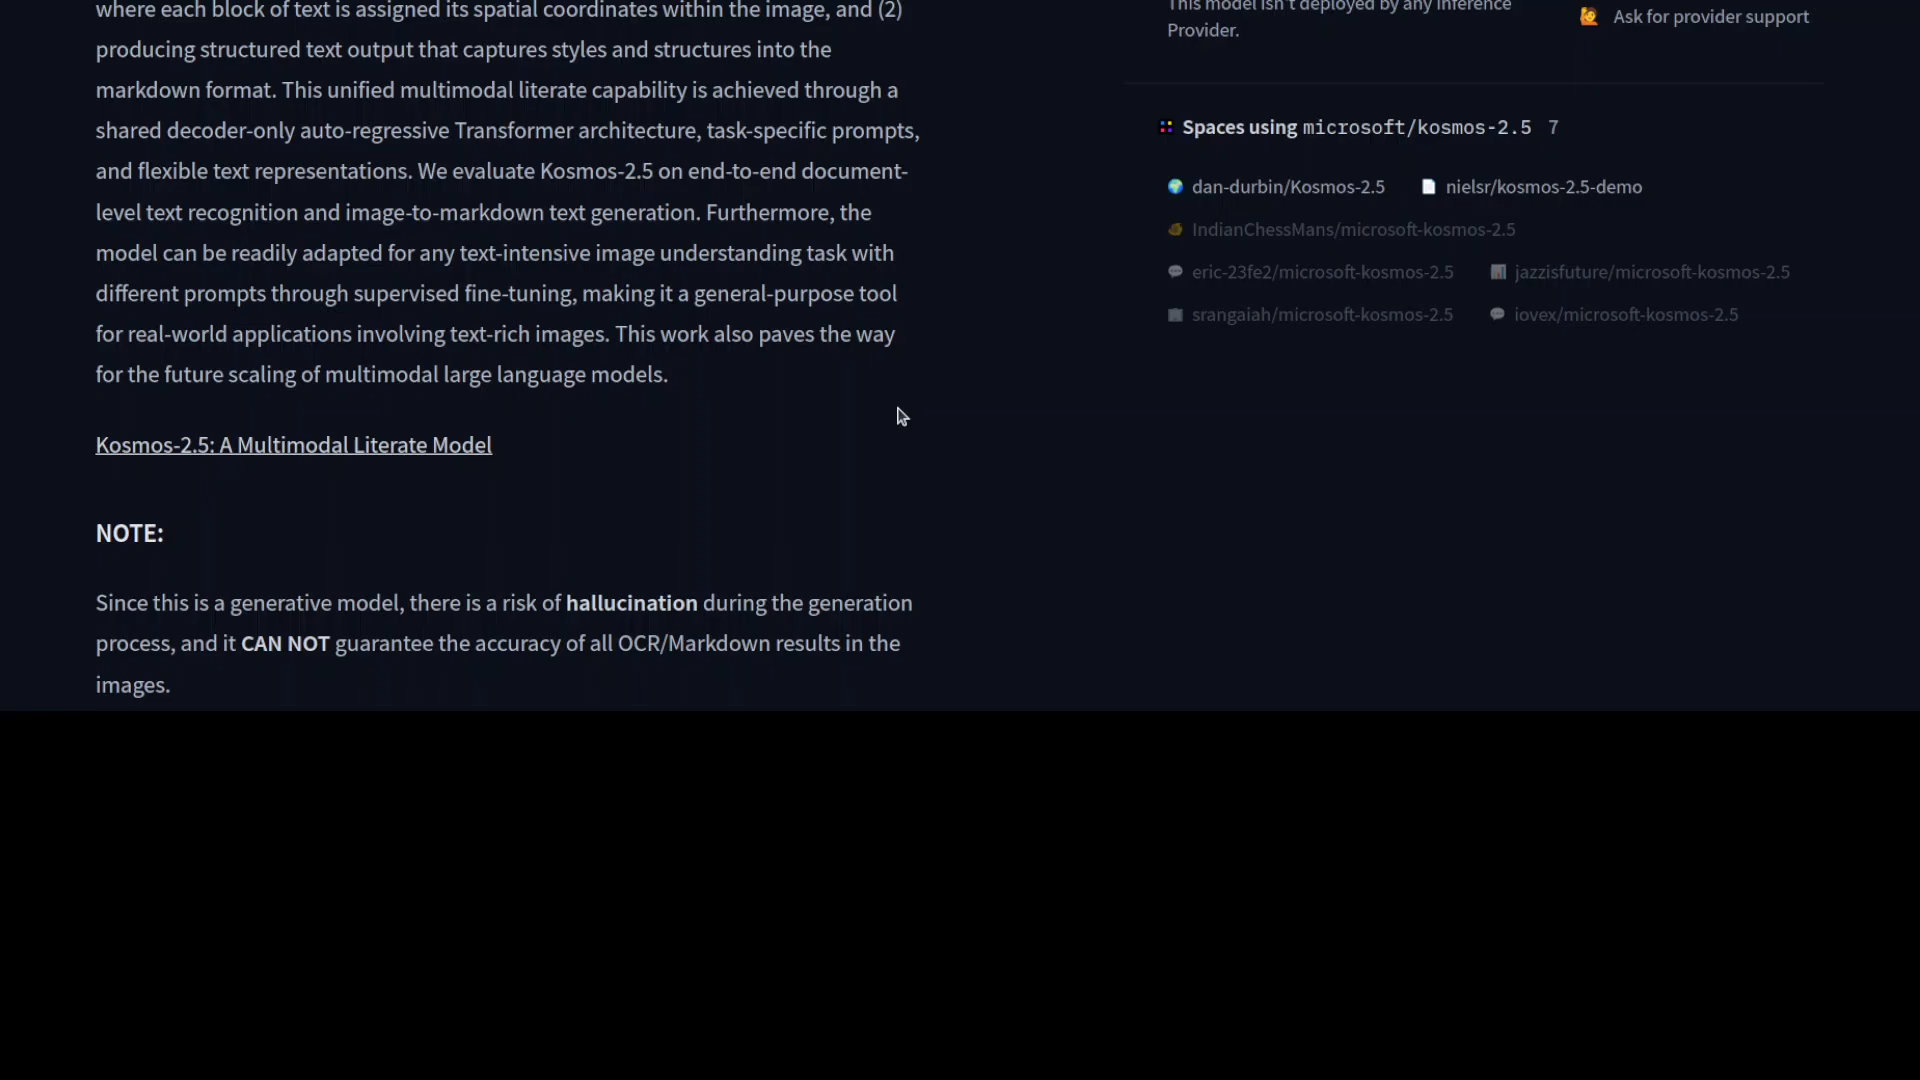 where each block of text is assigned its spatial coordinates within the image, and (2)
producing structured text output that captures styles and structures into the
markdown format. This unified multimodal literate capability is achieved through a
shared decoder-only auto-regressive Transformer architecture, task-specific prompts,
and flexible text representations. We evaluate Kosmos-2.5 on end-to-end document-
level text recognition and image-to-markdown text generation. Furthermore, the
model can be readily adapted for any text-intensive image understanding task with
different prompts through supervised fine-tuning, making it a general-purpose tool
for real-world applications involving text-rich images. This work also paves the way
for the future scaling of multimodal large language models.
Kosmos-2.5: A Multimodal Literate Model
NOTE:
Since this is a generative model, there is a risk of hallucination during the generation
process, and it CAN NOT guarantee the accuracy of all OCR/Markdown results in the
images.
This model isn't deployed by any Inference
Provider.
Ask for provider support
Spaces using microsoft/kosmos-2.5 7
dan-durbin/Kosmos-2.5 nielsr/kosmos-2.5-demo
IndianChessMans/microsoft-kosmos-2.5
eric-23fe2/microsoft-kosmos-2.5 jazzisfuture/microsoft-kosmos-2.5
srangaiah/microsoft-kosmos-2.5 iovex/microsoft-kosmos-2.5